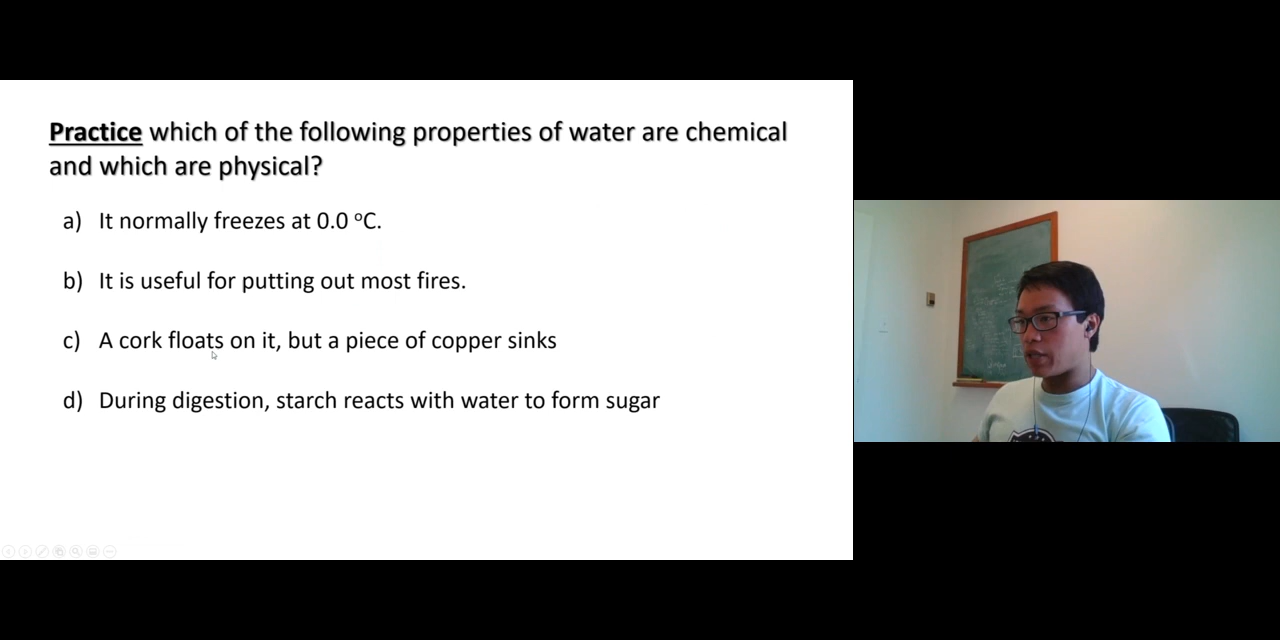 Practice which of the following properties of water are chemical
and which are physical?
a) It normally freezes at 0.0 ºC.
b) It is useful for putting out most fires.
c) A cork floats on it, but a piece of copper sinks
d) During digestion, starch reacts with water to form sugar